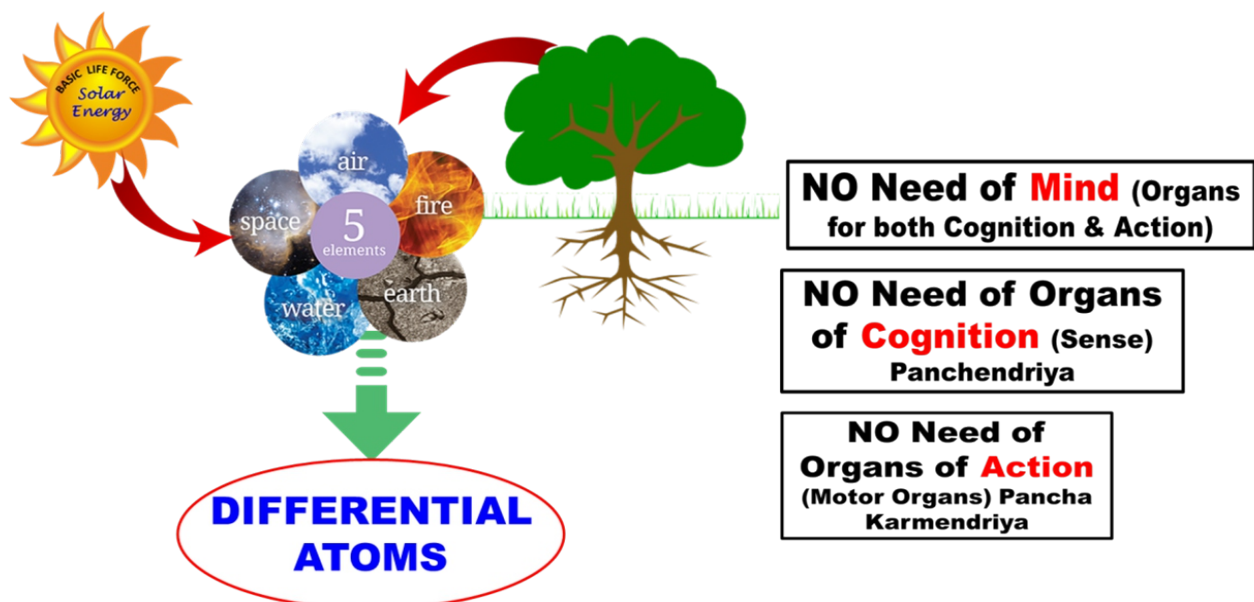 BASIC LIFE FORCE
Solar
Energy
air
space
fire
5
elements
water
earth
DIFFERENTIAL
ATOMS
NO Need of Mind (Organs
for both Cognition & Action)
NO Need of Organs
of Cognition (Sense)
Panchendriya
NO Need of
Organs of Action
(Motor Organs) Pancha
Karmendriya